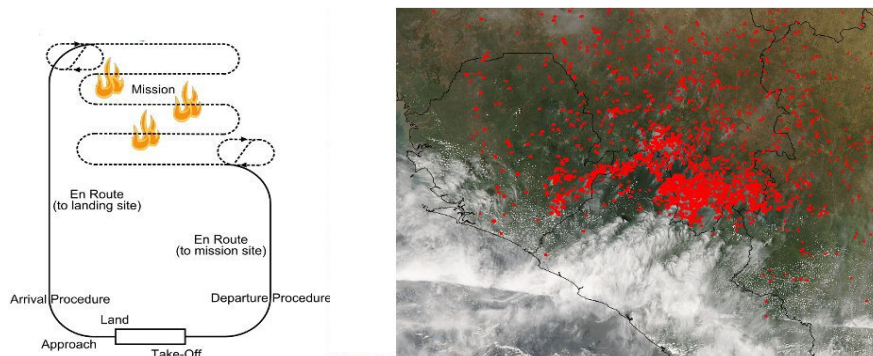 Mission
En Route
(to landing site)
En Route
(to mission site)
Arrival Procedure
Departure Procedure
Land
Approach
Take-Off